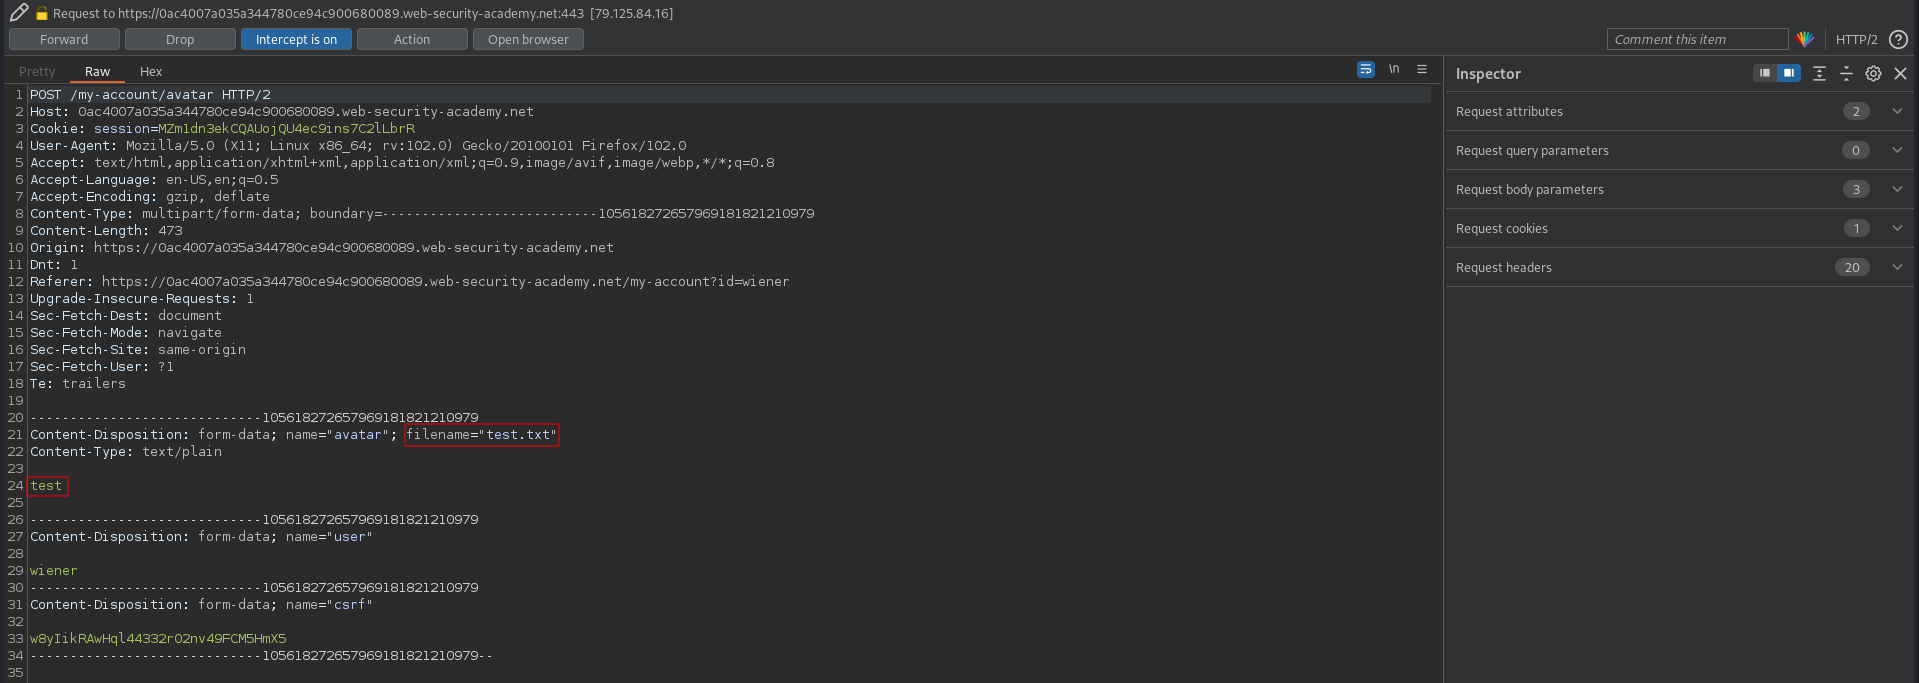 Request to https://0ac4007a035a344780ce94c900680089.web-security-academy.net:443 [79.125.84.16]
Forward Drop Intercept is on Action Open browser Comment this item HTTP/2 ?
Pretty Raw Hex \n
Inspector
Request attributes 2
Request query parameters 0
Request body parameters 3
Request cookies 1
Request headers 20
1 POST /my-account/avatar HTTP/2
2 Host: 0ac4007a035a344780ce94c900680089.web-security-academy.net
3 Cookie: session=MZm1dn3ekCQAUojQU4ec9ins7C2lLbrR
4 User-Agent: Mozilla/5.0 (X11; Linux x86_64; rv:102.0) Gecko/20100101 Firefox/102.0
5 Accept: text/html,application/xhtml+xml,application/xml;q=0.9,image/avif,image/webp,*/*;q=0.8
6 Accept-Language: en-US,en;q=0.5
7 Accept-Encoding: gzip, deflate
8 Content-Type: multipart/form-data; boundary=---------------------------105618272657969181821210979
9 Content-Length: 473
10 Origin: https://0ac4007a035a344780ce94c900680089.web-security-academy.net
11 Dnt: 1
12 Referer: https://0ac4007a035a344780ce94c900680089.web-security-academy.net/my-account?id=wiener
13 Upgrade-Insecure-Requests: 1
14 Sec-Fetch-Dest: document
15 Sec-Fetch-Mode: navigate
16 Sec-Fetch-Site: same-origin
17 Sec-Fetch-User: ?1
18 Te: trailers
19
20 -----------------------------105618272657969181821210979
21 Content-Disposition: form-data; name="avatar"; filename="test.txt"
22 Content-Type: text/plain
23
24 test
25
26 -----------------------------105618272657969181821210979
27 Content-Disposition: form-data; name="user"
28
29 wiener
30 -----------------------------105618272657969181821210979
31 Content-Disposition: form-data; name="csrf"
32
33 w8yIikRAwHql44332r02nv49FCM5HmX5
34 -----------------------------105618272657969181821210979--
35